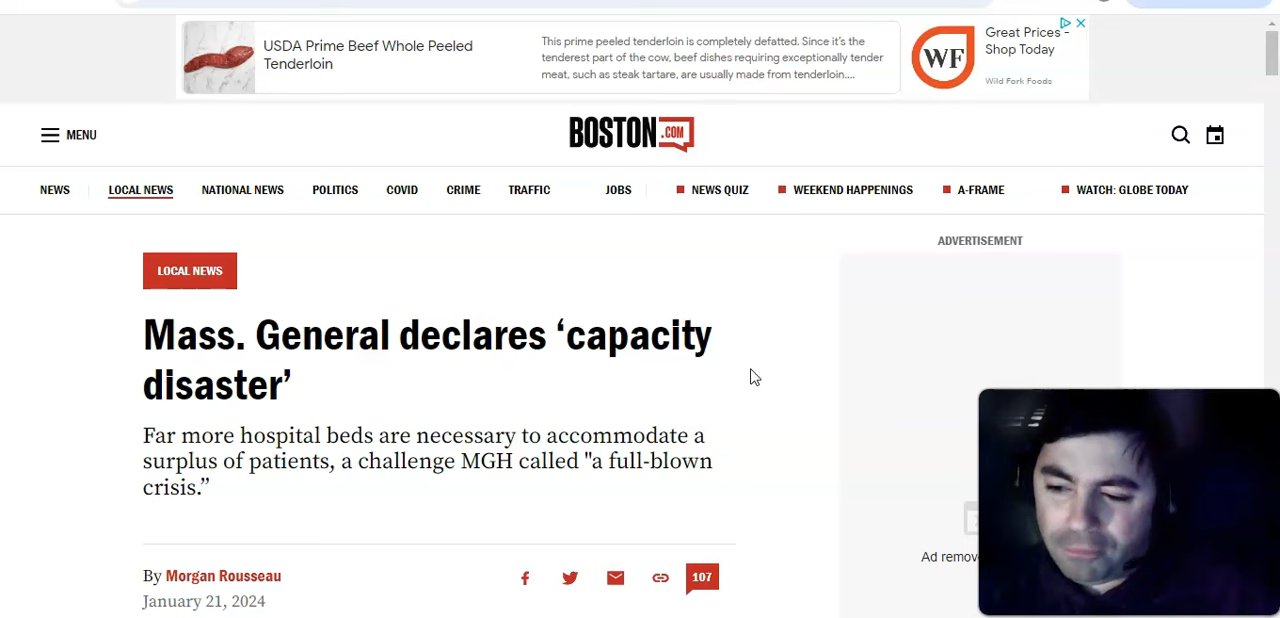 USDA Prime Beef Whole Peeled
Tenderloin
This prime peeled tenderloin is completely defatted. Since it's the
tenderest part of the cow, beef dishes requiring exceptionally tender
meat, such as steak tartare, are usually made from tenderloin....
WF
Great Prices -
Shop Today
Wild Fork Foods
MENU
BOSTON.COM
NEWS
LOCAL NEWS
NATIONAL NEWS
POLITICS
COVID
CRIME
TRAFFIC
JOBS
NEWS QUIZ
WEEKEND HAPPENINGS
A-FRAME
WATCH: GLOBE TODAY
ADVERTISEMENT
LOCAL NEWS
Mass. General declares ‘capacity
disaster’
Far more hospital beds are necessary to accommodate a
surplus of patients, a challenge MGH called "a full-blown
crisis.”
Ad remov
By Morgan Rousseau
107
January 21, 2024